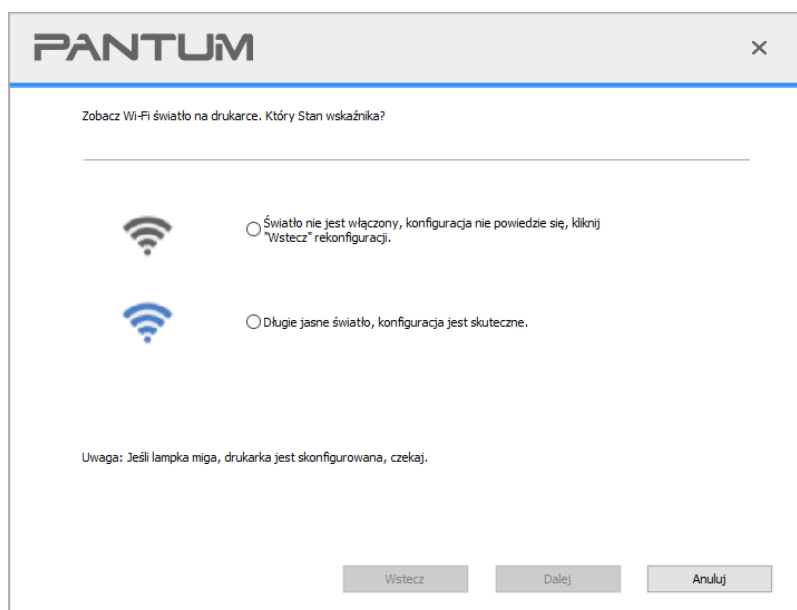 PANTUM
Zobacz Wi-Fi światło na drukarce. Który Stan wskaźnika?
Światło nie jest włączony, konfiguracja nie powiedzie się, kliknij
"Wstecz" rekonfiguracji.
Długie jasne światło, konfiguracja jest skuteczne.
Uwaga: Jeśli lampka miga, drukarka jest skonfigurowana, czekaj.
Wstecz
Dalej
Anuluj